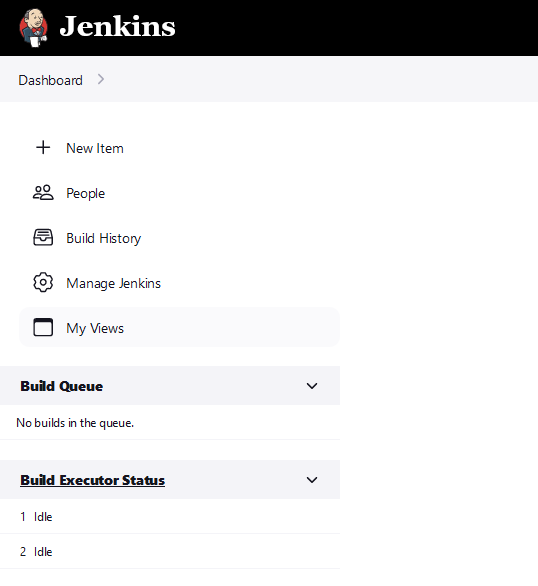 Jenkins
Dashboard
New Item
People
Build History
Manage Jenkins
My Views
Build Queue
No builds in the queue.
Build Executor Status
1 Idle
2 Idle